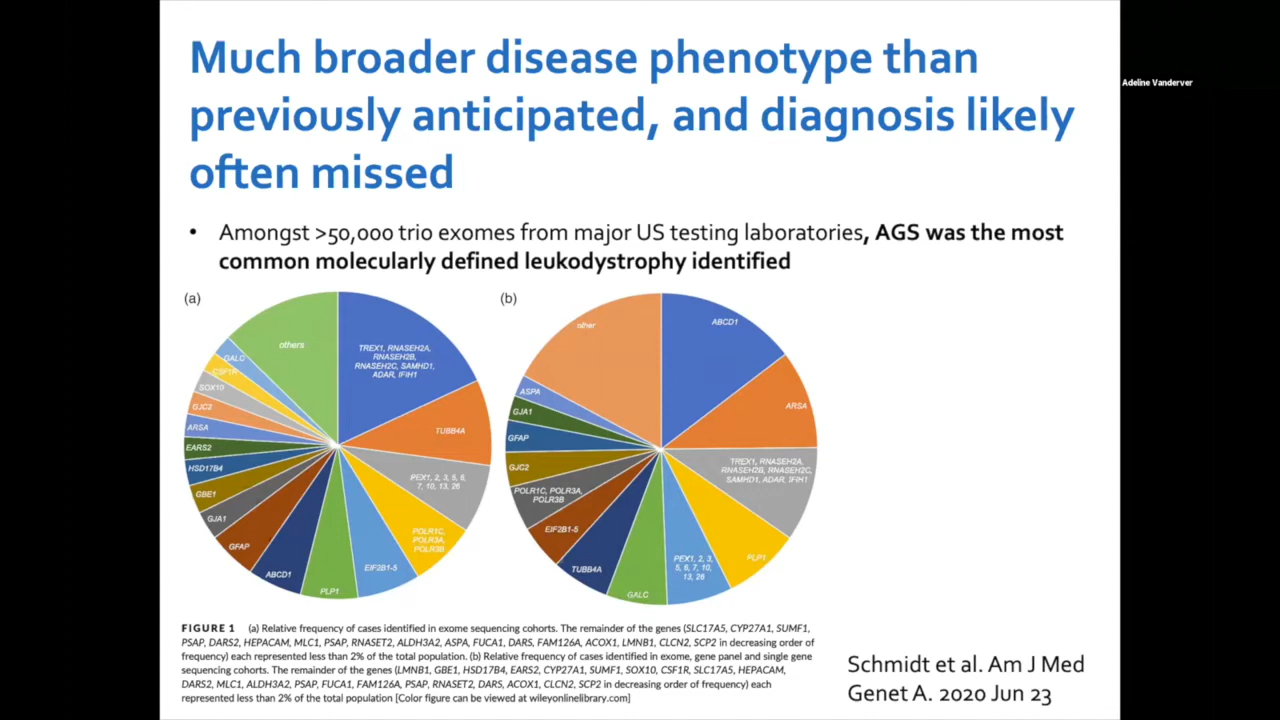 Much broader disease phenotype than
previously anticipated, and diagnosis likely
often missed
Adeline Vanderver
• Amongst >50,000 trio exomes from major US testing laboratories, AGS was the most
common molecularly defined leukodystrophy identified
(a)
others
TREX1, RNASEH2A,
RNASEH2B,
RNASEH2C, SAMHD1,
ADAR, IFIH1
TUBB4A
PEX1, 2, 3, 5, 6,
7, 10, 13, 26
POLR1C,
POLR3A,
POLR3B
EIF2B1-5
PLP1
ABCD1
GFAP
GJA1
GBE1
HSD17B4
EARS2
ARSA
GJC2
SOX10
CSF1R
GALC
(b)
other
ABCD1
ARSA
TREX1, RNASEH2A,
RNASEH2B, RNASEH2C,
SAMHD1, ADAR, IFIH1
PLP1
PEX1, 2, 3,
5, 6, 7, 10,
13, 26
GALC
TUBB4A
EIF2B1-5
POLR1C, POLR3A,
POLR3B
GJC2
GFAP
GJA1
ASPA
FIGURE 1 (a) Relative frequency of cases identified in exome sequencing cohorts. The remainder of the genes (SLC17A5, CYP27A1, SUMF1,
PSAP, DARS2, HEPACAM, MLC1, PSAP, RNASET2, ALDH3A2, ASPA, FUCA1, DARS, FAM126A, ACOX1, LMNB1, CLCN2, SCP2 in decreasing order of
frequency) each represented less than 2% of the total population. (b) Relative frequency of cases identified in exome, gene panel and single gene
sequencing cohorts. The remainder of the genes (LMNB1, GBE1, HSD17B4, EARS2, CYP27A1, SUMF1, SOX10, CSF1R, SLC17A5, HEPACAM,
DARS2, MLC1, ALDH3A2, PSAP, FUCA1, FAM126A, PSAP, RNASET2, DARS, ACOX1, CLCN2, SCP2 in decreasing order of frequency) each
represented less than 2% of the total population [Color figure can be viewed at wileyonlinelibrary.com]
Schmidt et al. Am J Med
Genet A. 2020 Jun 23